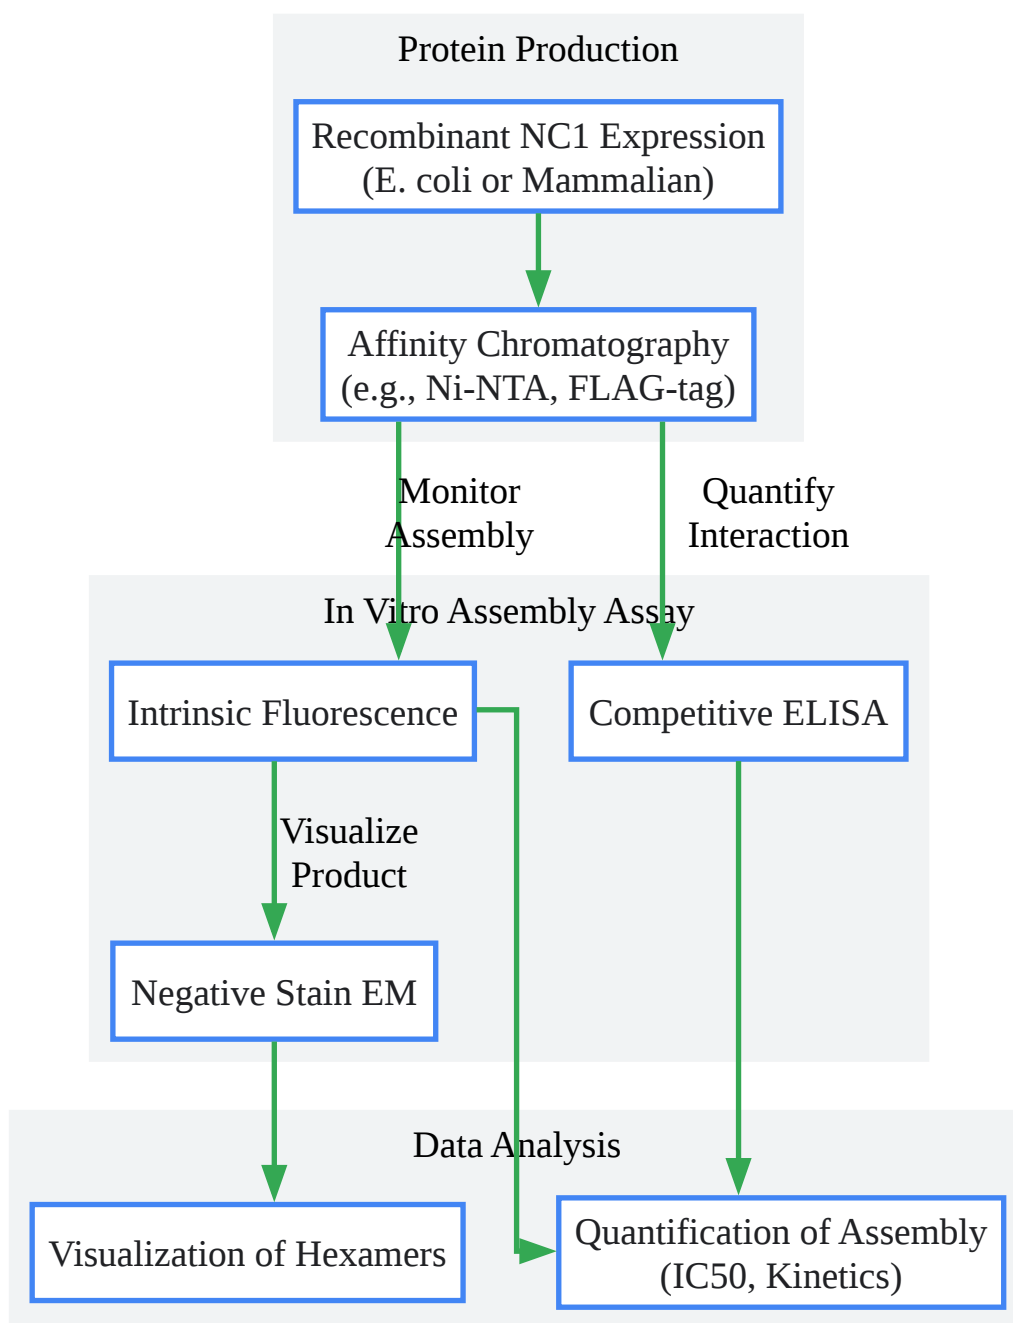 Protein Production
Recombinant NC1 Expression
(E. coli or Mammalian)
Affinity Chromatography
(e.g., Ni-NTA, FLAG-tag)
Monitor
Assembly
Quantify
Interaction
In Vitro Assembly Assay
Intrinsic Fluorescence
Competitive ELISA
Visualize
Product
Negative Stain EM
Data Analysis
Visualization of Hexamers
Quantification of Assembly
(IC50, Kinetics)